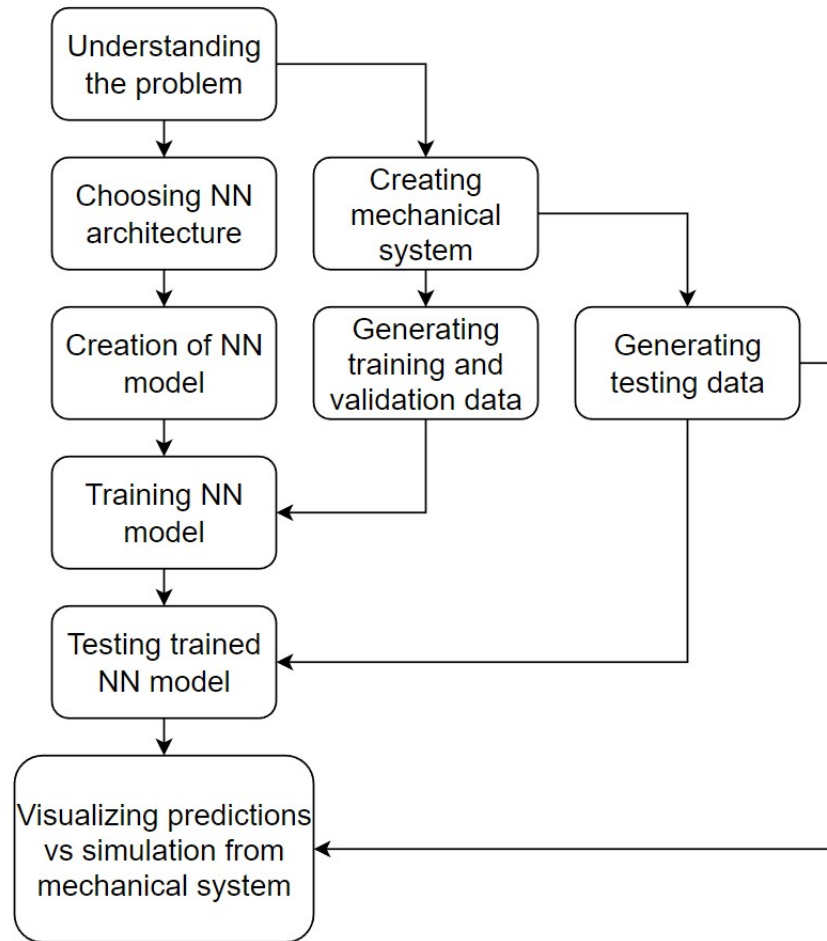 Understanding
the problem
Choosing NN
architecture
Creating
mechanical
system
Creation of NN
model
Generating
training and
validation data
Generating
testing data
Training NN
model
Testing trained
NN model
Visualizing predictions
vs simulation from
mechanical system